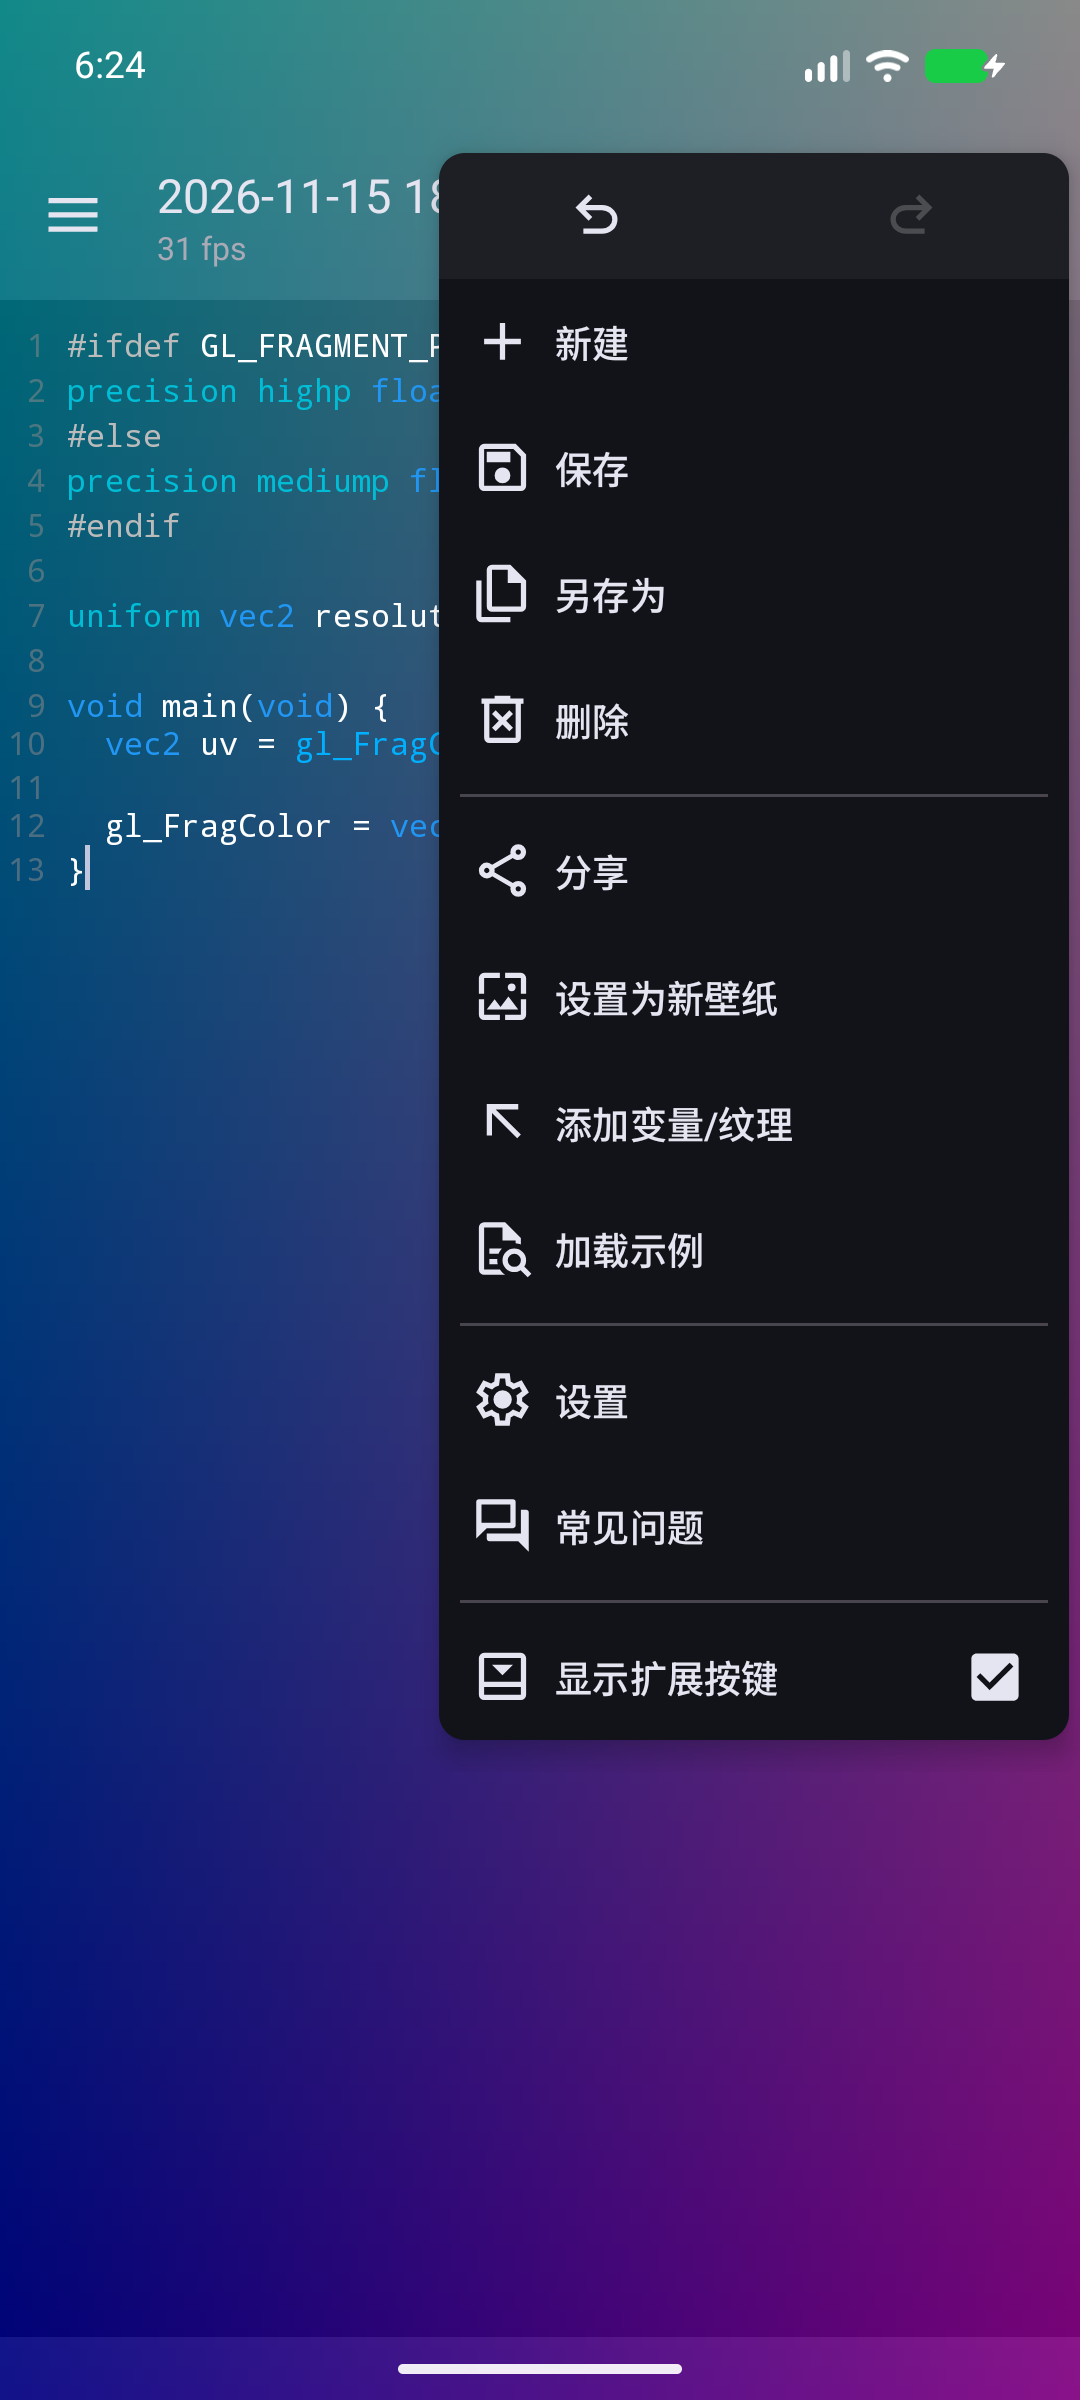 6:24
2026-11-15 18
31 fps
1 #ifdef GL_FRAGMENT_P
2 precision highp floa
3 #else
4 precision mediump fl
5 #endif
6
7 uniform vec2 resolut
8
9 void main(void) {
10 vec2 uv = gl_FragC
11
12 gl_FragColor = vec
13 }
新建
保存
另存为
删除
分享
设置为新壁纸
添加变量/纹理
加载示例
设置
常见问题
显示扩展按键